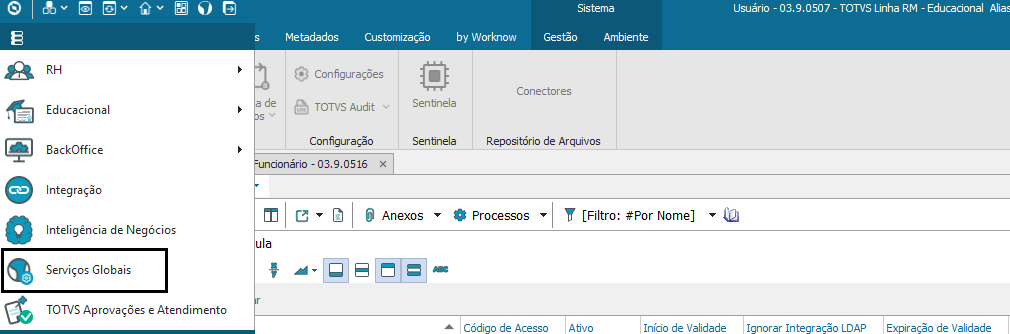 Sistema
Usuário - 03.9.0507 - TOTVS Linha RM - Educacional Alias
s Metadados Customização by Worknow Gestão Ambiente
RH
Educacional
BackOffice
Integração
Inteligência de Negócios
Serviços Globais
TOTVS Aprovações e Atendimento
a de
os
Configurações
TOTVS Audit
Configuração
Sentinela
Sentinela
Conectores
Repositório de Arquivos
Funcionário - 03.9.0516
Anexos Processos [Filtro: #Por Nome]
ula
ABC
ar
Código de Acesso Ativo Início de Validade Ignorar Integração LDAP Expiração de Validade